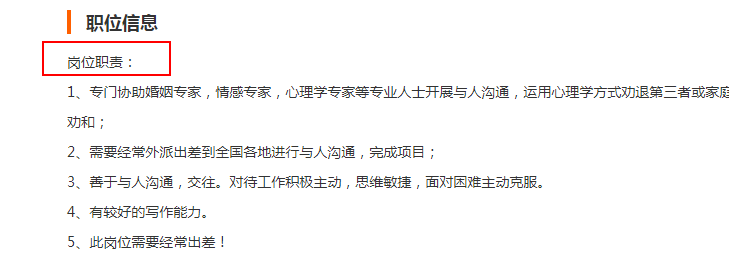 职位信息
岗位职责：
1、专门协助婚姻专家，情感专家，心理学专家等专业人士开展与人沟通，运用心理学方式劝退第三者或家庭
劝和；
2、需要经常外派出差到全国各地进行与人沟通，完成项目；
3、善于与人沟通，交往。对待工作积极主动，思维敏捷，面对困难主动克服。
4、有较好的写作能力。
5、此岗位需要经常出差！